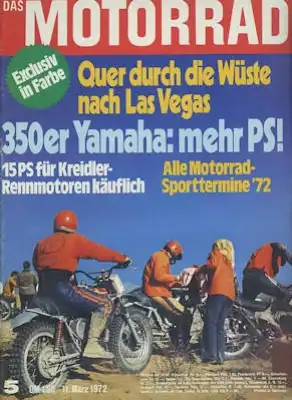 DAS
MOTORRAD
Exclusiv
in Farbe
Quer durch die Wüste
nach Las Vegas
350er Yamaha: mehr PS!
15 PS für Kreidler-
Rennmotoren käuflich
Alle Motorrad-
Sporttermine '72
5
11. März 1972